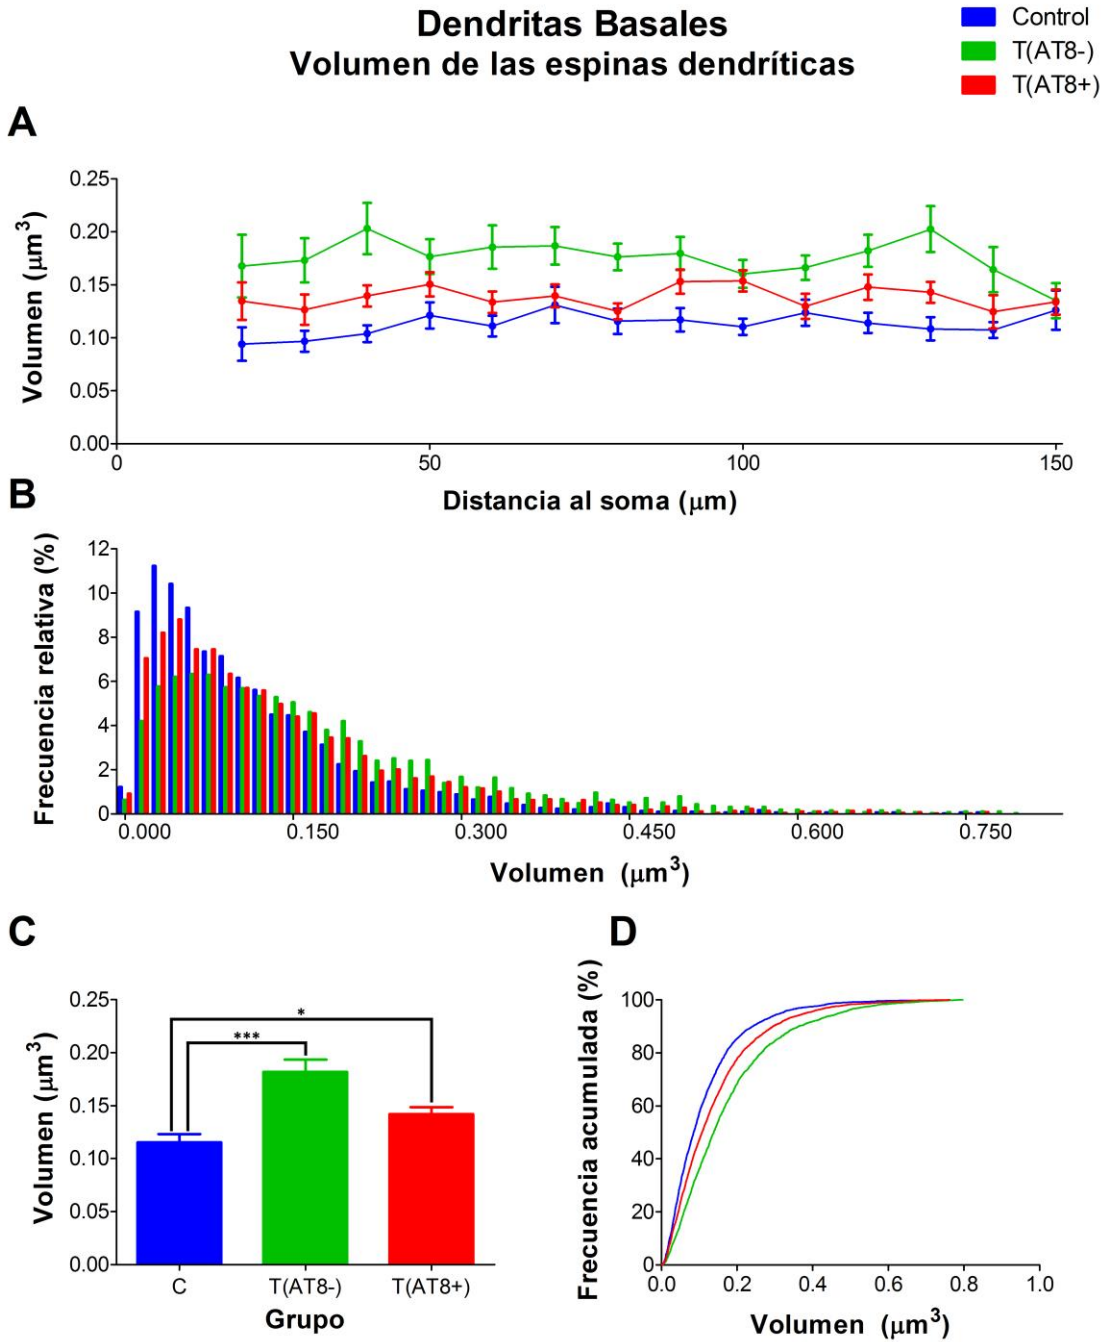 Dendritas Basales
Volumen de las espinas dendríticas
Control
T(AT8-)
T(AT8+)
A
Volumen (µm³)
0.25
0.20
0.15
0.10
0.05
0.00
0 50 100 150
Distancia al soma (µm)
B
Frecuencia relativa (%)
12
10
8
6
4
2
0
0.000 0.150 0.300 0.450 0.600 0.750
Volumen (µm³)
C
Volumen (µm³)
0.25
0.20
0.15
0.10
0.05
0.00
*
***
C T(AT8-) T(AT8+)
Grupo
D
Frecuencia acumulada (%)
100
80
60
40
20
0
0.0 0.2 0.4 0.6 0.8 1.0
Volumen (µm³)